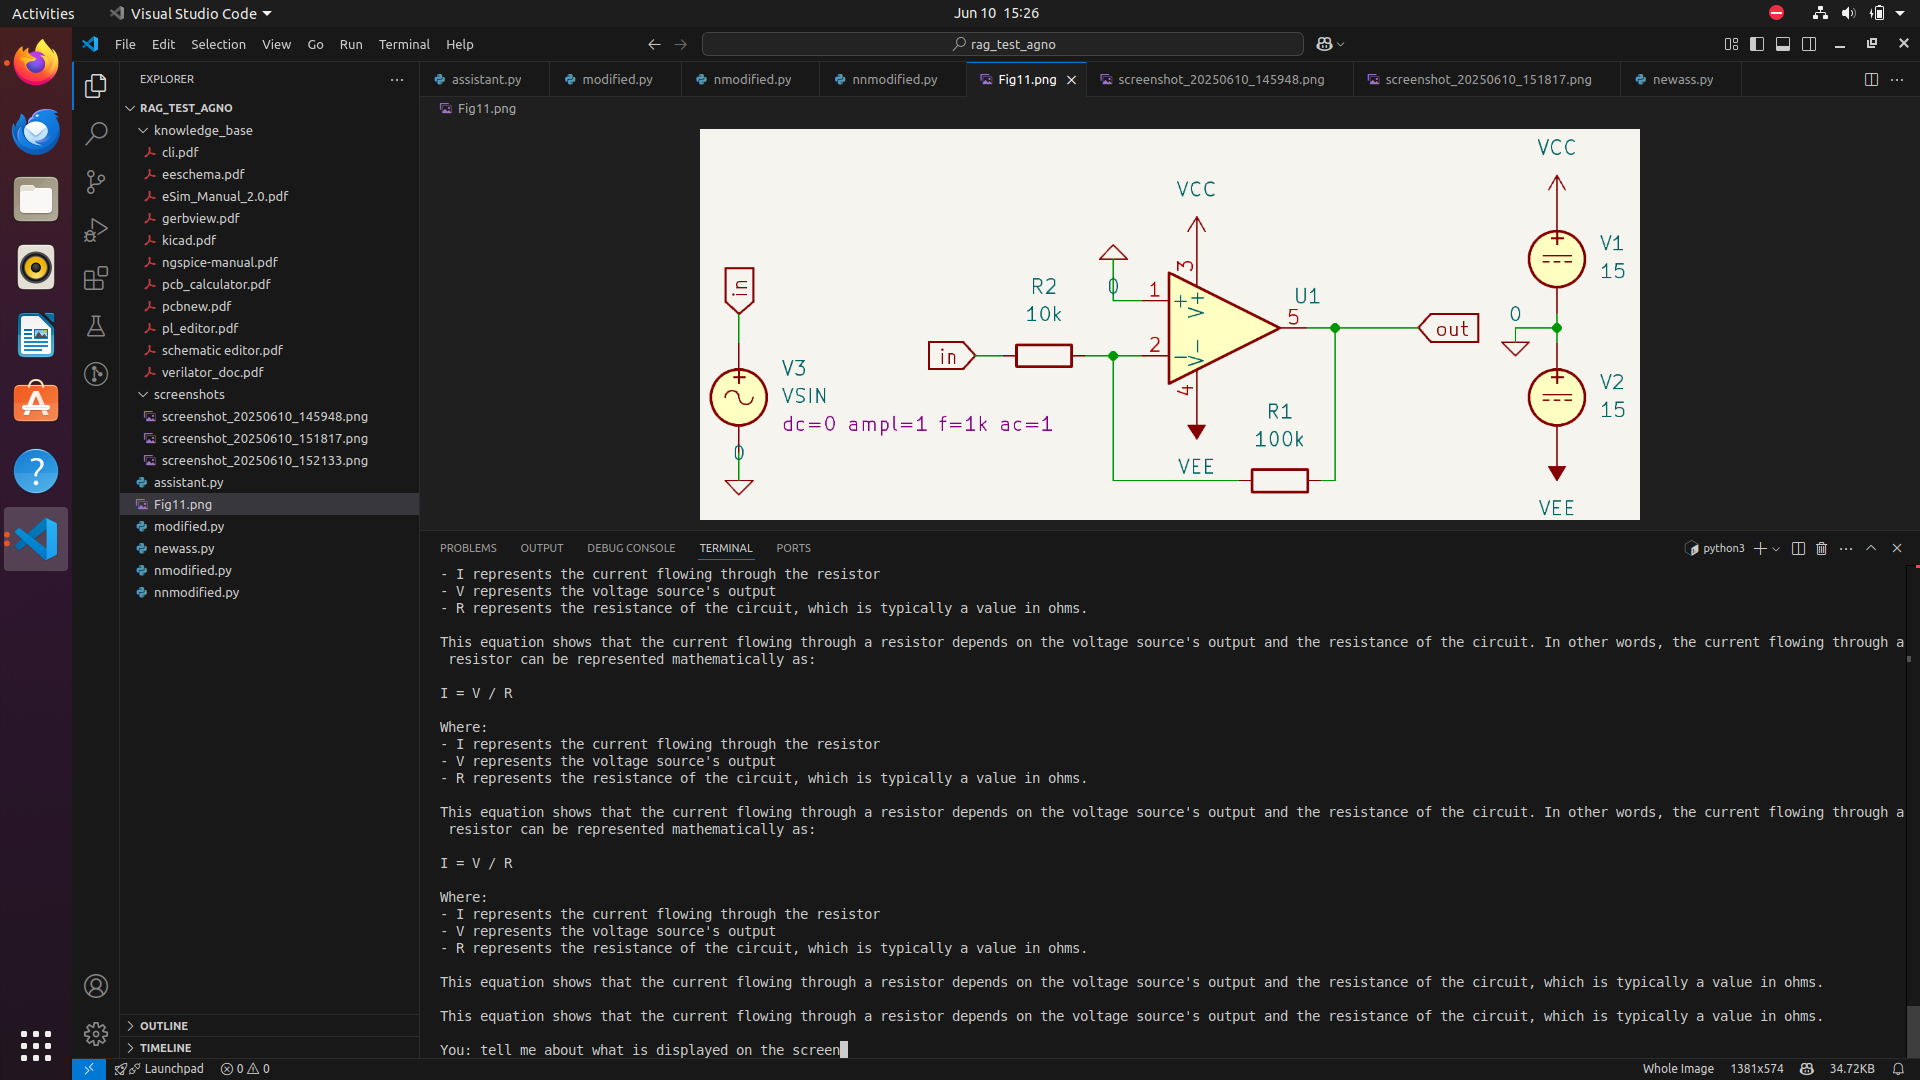 Activities
Visual Studio Code
Jun 10 15:26
File Edit Selection View Go Run Terminal Help
rag_test_agno
EXPLORER
RAG_TEST_AGNO
knowledge_base
cli.pdf
eeschema.pdf
eSim_Manual_2.0.pdf
gerbview.pdf
kicad.pdf
ngspice-manual.pdf
pcb_calculator.pdf
pcbnew.pdf
pl_editor.pdf
schematic editor.pdf
verilator_doc.pdf
screenshots
screenshot_20250610_145948.png
screenshot_20250610_151817.png
screenshot_20250610_152133.png
assistant.py
Fig11.png
modified.py
newass.py
nmodified.py
nnmodified.py
OUTLINE
TIMELINE
assistant.py modified.py nmodified.py nnmodified.py Fig11.png screenshot_20250610_145948.png screenshot_20250610_151817.png newass.py
Fig11.png
in
V3
VSIN
dc=0 ampl=1 f=1k ac=1
0
in
R2
10k
0
VCC
3
1
+
V+
2
-
V-
4
VEE
U1
5
out
R1
100k
VCC
V1
15
0
V2
15
VEE
PROBLEMS OUTPUT DEBUG CONSOLE TERMINAL PORTS
python3
- I represents the current flowing through the resistor
- V represents the voltage source's output
- R represents the resistance of the circuit, which is typically a value in ohms.
This equation shows that the current flowing through a resistor depends on the voltage source's output and the resistance of the circuit. In other words, the current flowing through a
resistor can be represented mathematically as:
I = V / R
Where:
- I represents the current flowing through the resistor
- V represents the voltage source's output
- R represents the resistance of the circuit, which is typically a value in ohms.
This equation shows that the current flowing through a resistor depends on the voltage source's output and the resistance of the circuit. In other words, the current flowing through a
resistor can be represented mathematically as:
I = V / R
Where:
- I represents the current flowing through the resistor
- V represents the voltage source's output
- R represents the resistance of the circuit, which is typically a value in ohms.
This equation shows that the current flowing through a resistor depends on the voltage source's output and the resistance of the circuit, which is typically a value in ohms.
This equation shows that the current flowing through a resistor depends on the voltage source's output and the resistance of the circuit, which is typically a value in ohms.
You: tell me about what is displayed on the screen
Launchpad 0 0
Whole Image 1381x574 34.72KB